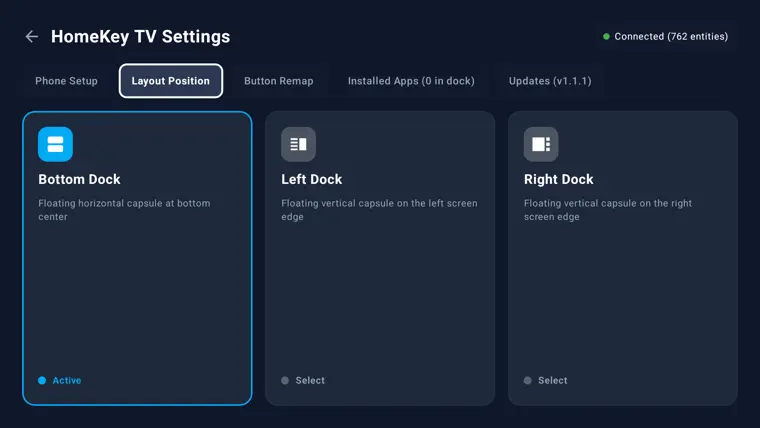 HomeKey TV Settings
Connected (762 entities)
Phone Setup
Layout Position
Button Remap
Installed Apps (0 in dock)
Updates (v1.1.1)
Bottom Dock
Floating horizontal capsule at bottom
center
Active
Left Dock
Floating vertical capsule on the left screen
edge
Select
Right Dock
Floating vertical capsule on the right
screen edge
Select